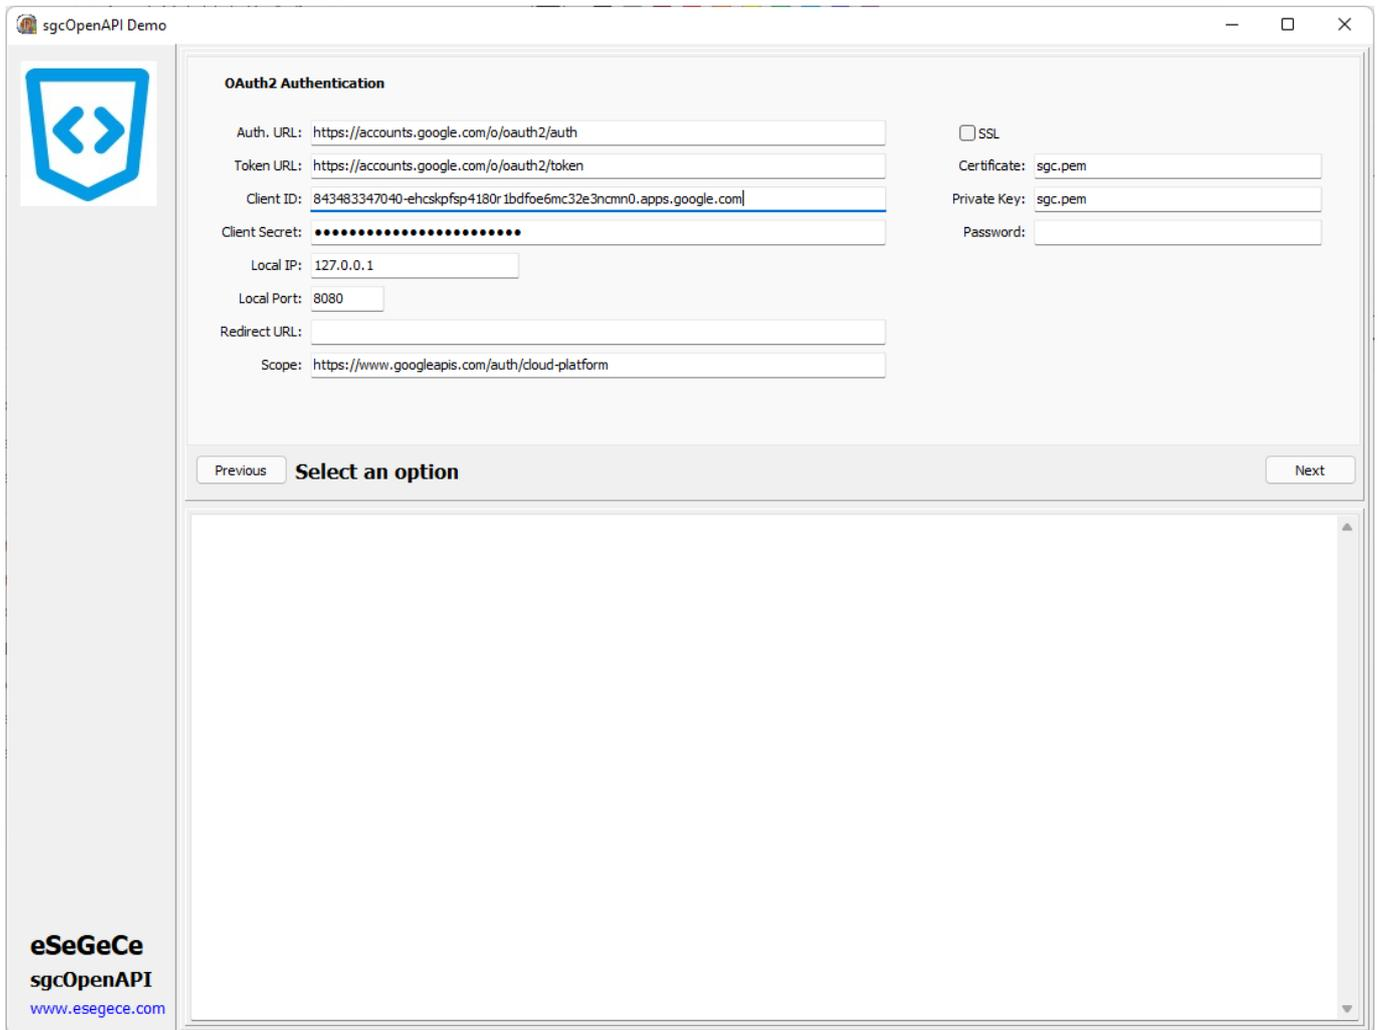 sgcOpenAPI Demo
OAuth2 Authentication
Auth. URL: https://accounts.google.com/o/oauth2/auth
SSL
Token URL: https://accounts.google.com/o/oauth2/token
Certificate: sgc.pem
Client ID: 843483347040-ehcskpfsp4180r1bdfoe6mc32e3ncmn0.apps.google.com
Private Key: sgc.pem
Client Secret: ●●●●●●●●●●●●●●●●●●●●●●●●
Password:
Local IP: 127.0.0.1
Local Port: 8080
Redirect URL:
Scope: https://www.googleapis.com/auth/cloud-platform
Previous
Select an option
Next
eSeGeCe
sgcOpenAPI
www.esegece.com